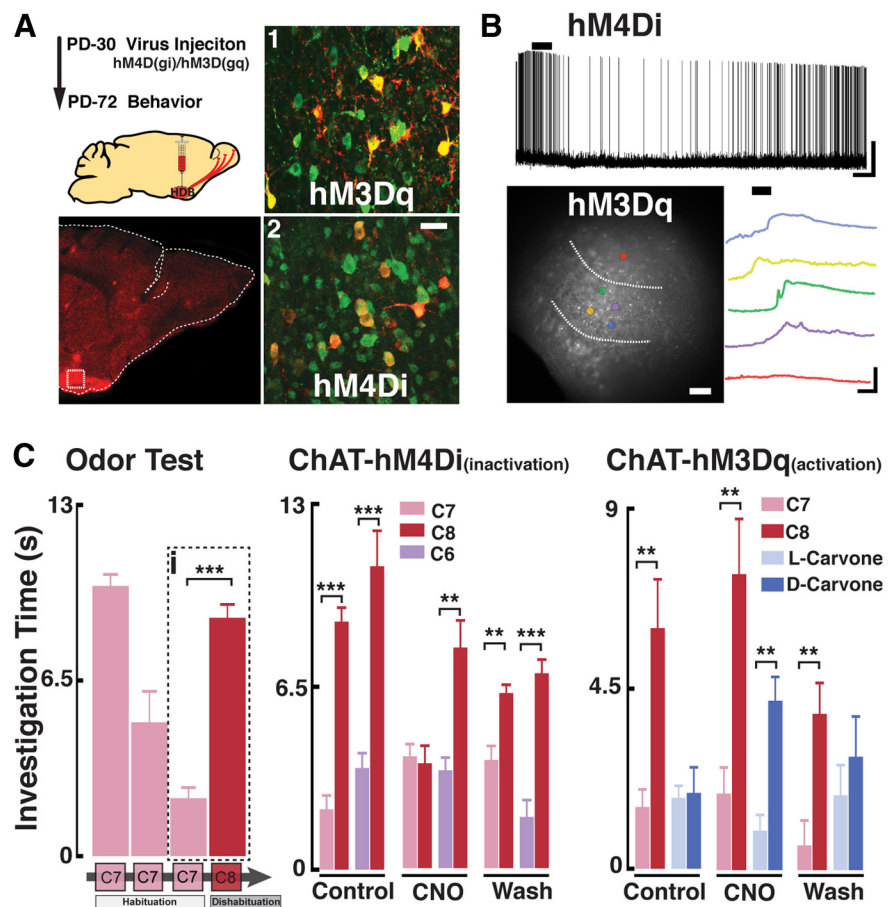 A
PD-30 Virus Injeciton
hM4D(gi)/hM3D(gq)
PD-72 Behavior
HDB
1
hM3Dq
2
hM4Di
B
hM4Di
hM3Dq
C
Odor Test
Investigation Time (s)
13
6.5
0
i
***
C7
C7
C7
C8
Habituation
Dishabituation
ChAT-hM4Di(inactivation)
13
6.5
0
C7
C8
C6
***
***
**
**
***
Control
CNO
Wash
ChAT-hM3Dq(activation)
9
4.5
0
C7
C8
L-Carvone
D-Carvone
**
**
**
**
Control
CNO
Wash